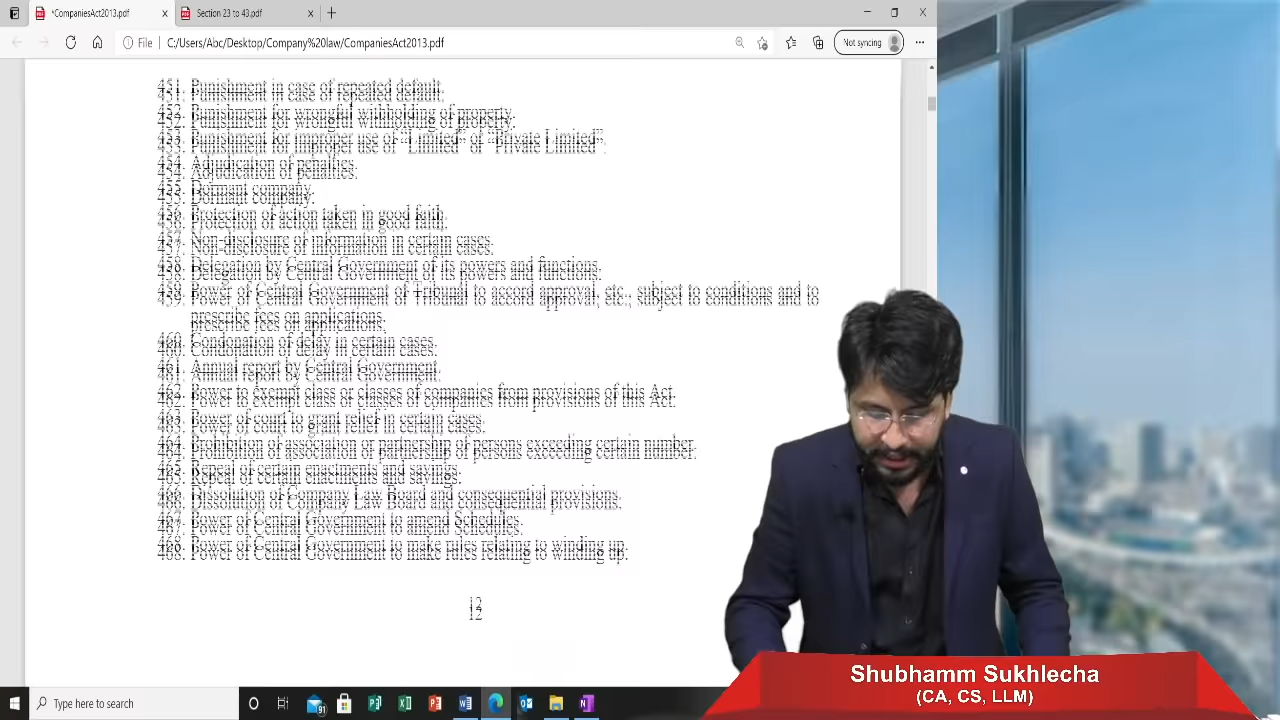 *CompaniesAct2013.pdf
Section 23 to 43.pdf
File
C:/Users/Abc/Desktop/Company%20law/CompaniesAct2013.pdf
Not syncing
451. Punishment in case of repeated default.
452. Punishment for wrongful withholding of property.
453. Punishment for improper use of “Limited” or “Private Limited”.
454. Adjudication of penalties.
455. Dormant company.
456. Protection of action taken in good faith.
457. Non-disclosure of information in certain cases.
458. Delegation by Central Government of its powers and functions.
459. Power of Central Government or Tribunal to accord approval, etc., subject to conditions and to
prescribe fees on applications.
460. Condonation of delay in certain cases.
461. Annual report by Central Government.
462. Power to exempt class or classes of companies from provisions of this Act.
463. Power of court to grant relief in certain cases.
464. Prohibition of association or partnership of persons exceeding certain number.
465. Repeal of certain enactments and savings.
466. Dissolution of Company Law Board and consequential provisions.
467. Power of Central Government to amend Schedules.
468. Power of Central Government to make rules relating to winding up.
12
Shubhamm Sukhlecha
(CA, CS, LLM)
Type here to search
91